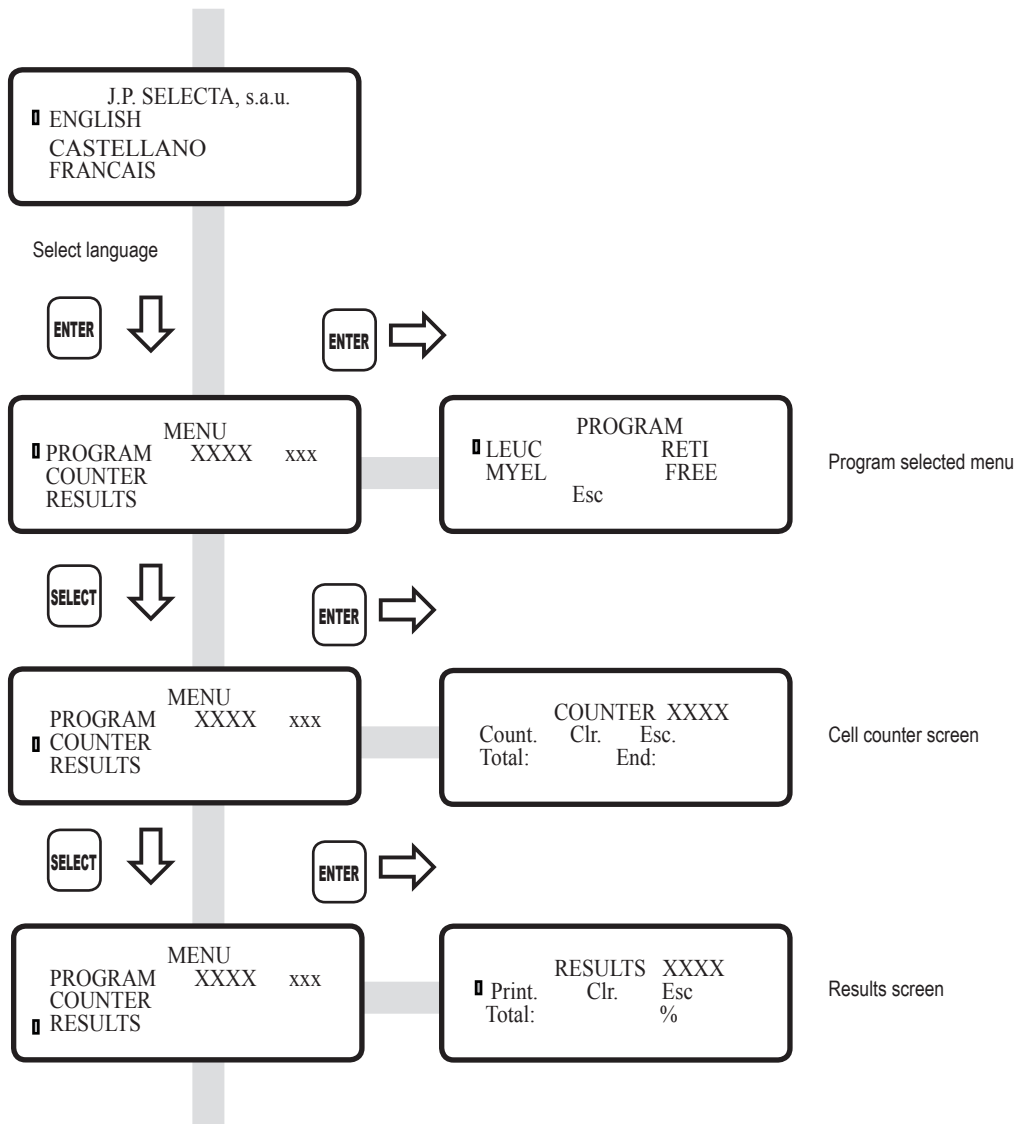 J.P. SELECTA, s.a.u.
ENGLISH
CASTELLANO
FRANCAIS
Select language
ENTER
ENTER
MENU
PROGRAM XXXX xxx
COUNTER
RESULTS
PROGRAM
LEUC RETI
MYEL FREE
Esc
Program selected menu
SELECT
ENTER
MENU
PROGRAM XXXX xxx
COUNTER
RESULTS
COUNTER XXXX
Count. Clr. Esc.
Total: End:
Cell counter screen
SELECT
ENTER
MENU
PROGRAM XXXX xxx
COUNTER
RESULTS
RESULTS XXXX
Print. Clr. Esc
Total: %
Results screen